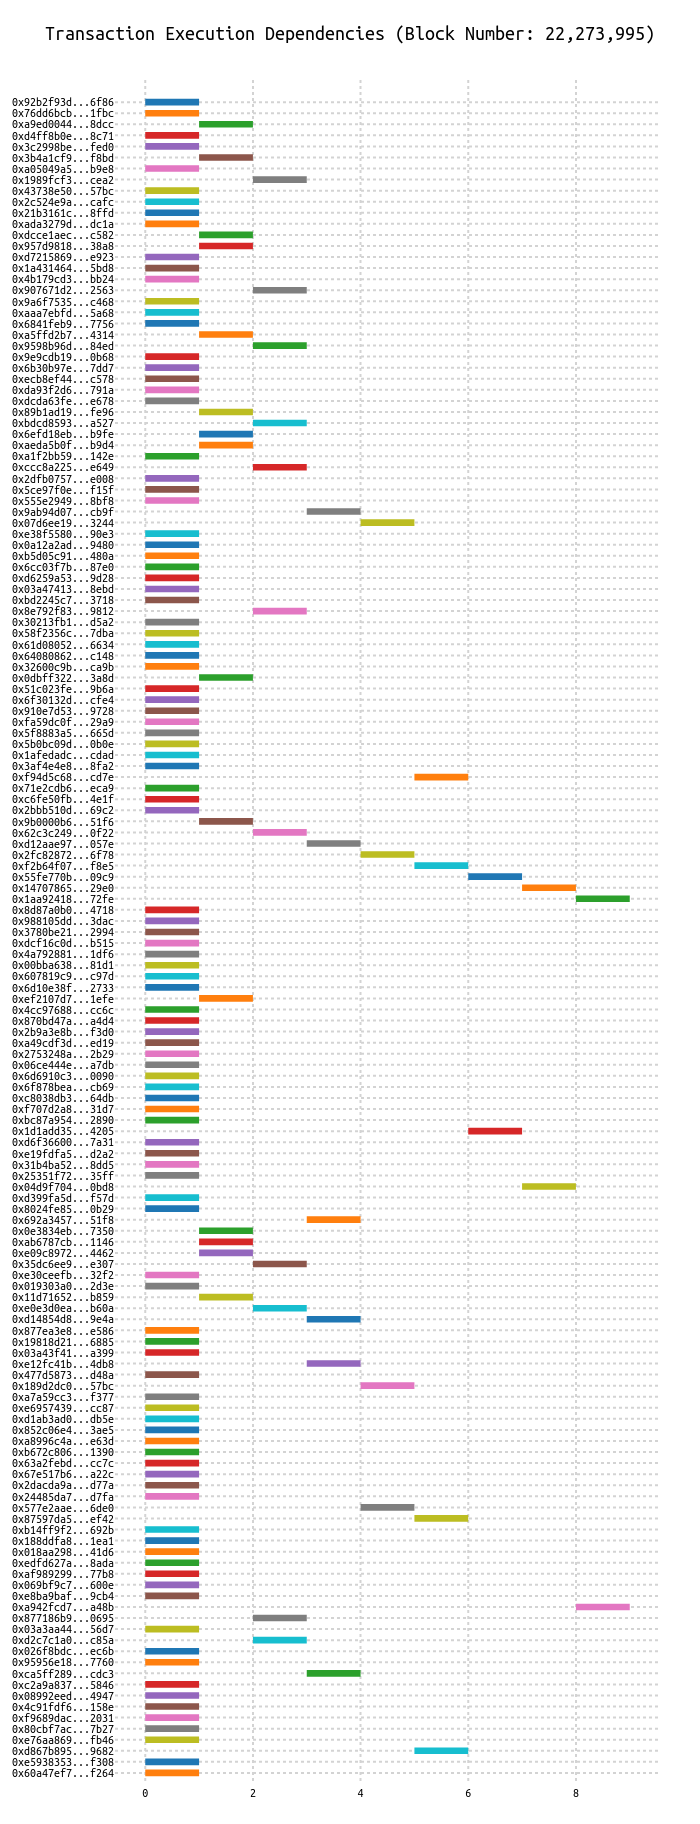 Transaction Execution Dependencies (Block Number: 22,273,995)
0x92b2f93d...6f86
0x76dd6bcb...1fbc
0xa9ed0044...8dcc
0xd4ff8b0e...8c71
0x3c2998be...fed0
0x3b4a1cf9...f8bd
0xa05049a5...b9e8
0x1989fcf3...cea2
0x43738e50...57bc
0x2c524e9a...cafc
0x21b3161c...8ffd
0xada3279d...dc1a
0xdcce1aec...c582
0x957d9818...38a8
0xd7215869...e923
0x1a431464...5bd8
0x4b179cd3...bb24
0x907671d2...2563
0x9a6f7535...c468
0xaaa7ebfd...5a68
0x6841feb9...7756
0xa5ffd2b7...4314
0x9598b96d...84ed
0x9e9cdb19...0b68
0x6b30b97e...7dd7
0xecb8ef44...c578
0xda93f2d6...791a
0xdcda63fe...e678
0x89b1ad19...fe96
0xbdcd8593...a527
0x6efd18eb...b9fe
0xaeda5b0f...b9d4
0xa1f2bb59...142e
0xccc8a225...e649
0x2dfb0757...e008
0x5ce97f0e...f15f
0x555e2949...8bf8
0x9ab94d07...cb9f
0x07d6ee19...3244
0xe38f5580...90e3
0x0a12a2ad...9480
0xb5d05c91...480a
0x6cc03f7b...87e0
0xd6259a53...9d28
0x03a47413...8ebd
0xbd2245c7...3718
0x8e792f83...9812
0x30213fb1...d5a2
0x58f2356c...7dba
0x61d08052...6634
0x64080862...c148
0x32600c9b...ca9b
0x0dbff322...3a8d
0x51c023fe...9b6a
0x6f30132d...cfe4
0x910e7d53...9728
0xfa59dc0f...29a9
0x5f8883a5...665d
0x5b0bc09d...0b0e
0x1afedadc...cdad
0x3af4e4e8...8fa2
0xf94d5c68...cd7e
0x71e2cdb6...eca9
0xc6fe50fb...4e1f
0x2bbb510d...69c2
0x9b0000b6...51f6
0x62c3c249...0f22
0xd12aae97...057e
0x2fc82872...6f78
0xf2b64f07...f8e5
0x55fe770b...09c9
0x14707865...29e0
0x1aa92418...72fe
0x8d87a0b0...4718
0x988105dd...3dac
0x3780be21...2994
0xdcf16c0d...b515
0x4a792881...1df6
0x00bba638...81d1
0x607819c9...c97d
0x6d10e38f...2733
0xef2107d7...1efe
0x4cc97688...cc6c
0x870bd47a...a4d4
0x2b9a3e8b...f3d0
0xa49cdf3d...ed19
0x2753248a...2b29
0x06ce444e...a7db
0x6d6910c3...0090
0x6f878bea...cb69
0xc8038db3...64db
0xf707d2a8...31d7
0xbc87a954...2890
0x1d1add35...4205
0xd6f36600...7a31
0xe19fdfa5...d2a2
0x31b4ba52...8dd5
0x25351f72...35ff
0x04d9f704...0bd8
0xd399fa5d...f57d
0x8024fe85...0b29
0x692a3457...51f8
0x0e3834eb...7350
0xab6787cb...1146
0xe09c8972...4462
0x35dc6ee9...e307
0xe30ceefb...32f2
0x019303a0...2d3e
0x11d71652...b859
0xe0e3d0ea...b60a
0xd14854d8...9e4a
0x877ea3e8...e586
0x19818d21...6885
0x03a43f41...a399
0xe12fc41b...4db8
0x477d5873...d48a
0x189d2dc0...57bc
0xa7a59cc3...f377
0xe6957439...cc87
0xd1ab3ad0...db5e
0x852c06e4...3ae5
0xa8996c4a...e63d
0xb672c806...1390
0x63a2febd...cc7c
0x67e517b6...a22c
0x2dacda9a...d77a
0x24485da7...d7fa
0x577e2aae...6de0
0x87597da5...ef42
0xb14ff9f2...692b
0x188ddfa8...1ea1
0x018aa298...41d6
0xedfd627a...8ada
0xaf989299...77b8
0x069bf9c7...600e
0xe8ba9baf...9cb4
0xa942fcd7...a48b
0x877186b9...0695
0x03a3aa44...56d7
0xd2c7c1a0...c85a
0x026f8bdc...ec6b
0x95956e18...7760
0xca5ff289...cdc3
0xc2a9a837...5846
0x08992eed...4947
0x4c91fdf6...158e
0xf9689dac...2031
0x80cbf7ac...7b27
0xe76aa869...fb46
0xd867b895...9682
0xe5938353...f308
0x60a47ef7...f264
0 2 4 6 8